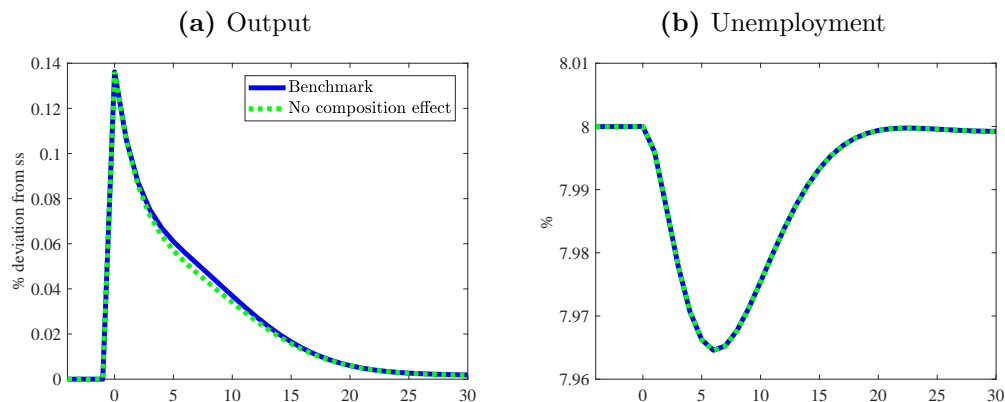 (a) Output
(b) Unemployment
0.14
0.12
0.1
0.08
0.06
0.04
0.02
0
% deviation from ss
Benchmark
No composition effect
0 5 10 15 20 25 30
8.01
8
7.99
7.98
7.97
7.96
%
0 5 10 15 20 25 30